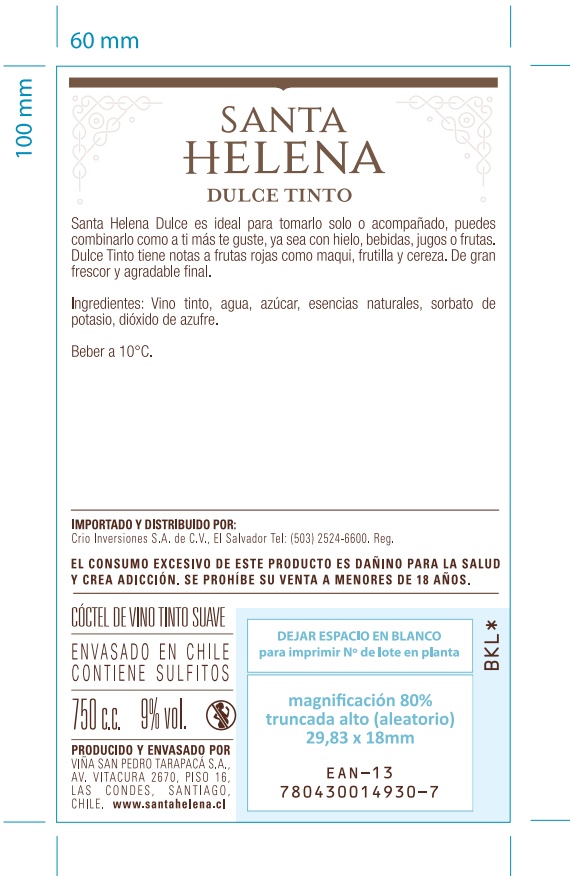 60 mm
100 mm
SANTA
HELENA
DULCE TINTO
Santa Helena Dulce es ideal para tomarlo solo o acompañado, puedes
combinarlo como a ti más te guste, ya sea con hielo, bebidas, jugos o frutas.
Dulce Tinto tiene notas a frutas rojas como maqui, frutilla y cereza. De gran
frescor y agradable final.
Ingredientes: Vino tinto, agua, azúcar, esencias naturales, sorbato de
potasio, dióxido de azufre.
Beber a 10°C.
IMPORTADO Y DISTRIBUIDO POR:
Crio Inversiones S.A. de C.V., El Salvador Tel: (503) 2524-6600. Reg.
EL CONSUMO EXCESIVO DE ESTE PRODUCTO ES DAÑINO PARA LA SALUD
Y CREA ADICCIÓN. SE PROHÍBE SU VENTA A MENORES DE 18 AÑOS.
CÓCTEL DE VINO TINTO SUAVE
ENVASADO EN CHILE
CONTIENE SULFITOS
750 c.c. 9% vol.
PRODUCIDO Y ENVASADO POR
VIÑA SAN PEDRO TARAPACÁ S.A.,
AV. VITACURA 2670, PISO 16,
LAS CONDES, SANTIAGO,
CHILE. www.santahelena.cl
DEJAR ESPACIO EN BLANCO
para imprimir Nº de lote en planta
magnificación 80%
truncada alto (aleatorio)
29,83 x 18mm
EAN-13
780430014930-7
BKL*